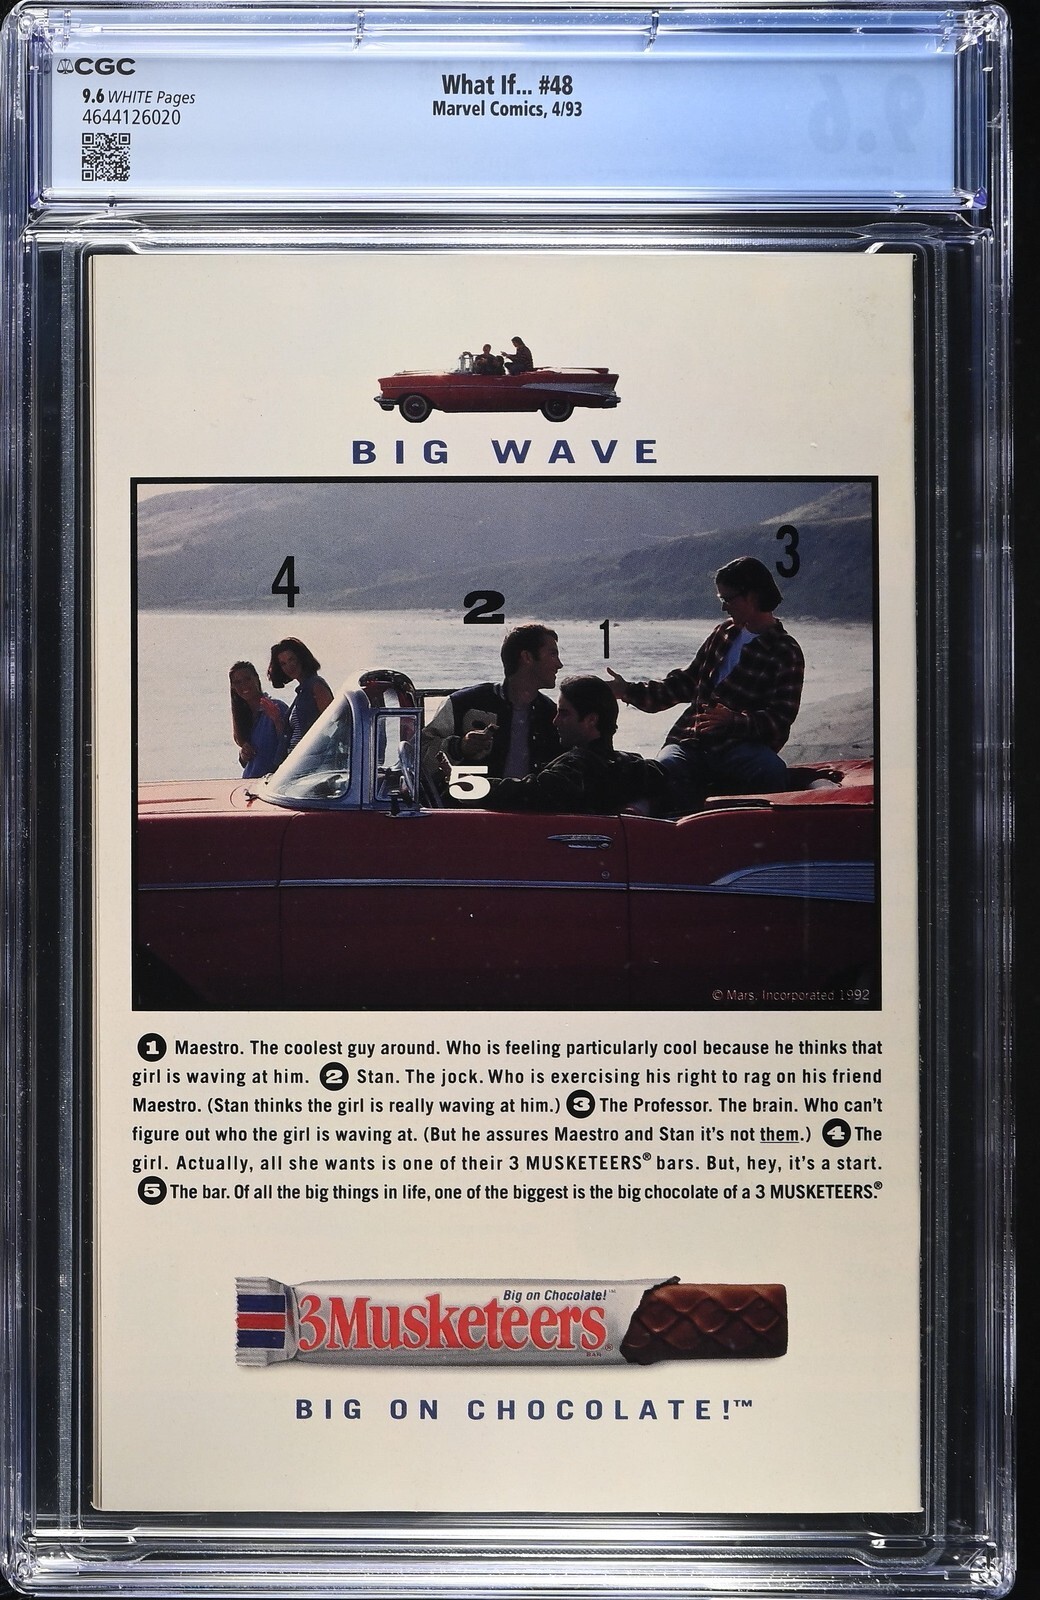 CGC
9.6 WHITE Pages
4644126020
What If... #48
Marvel Comics, 4/93
BIG WAVE
4
2
1
3
5
© Mars, Incorporated 1992
1 Maestro. The coolest guy around. Who is feeling particularly cool because he thinks that
girl is waving at him. 2 Stan. The jock. Who is exercising his right to rag on his friend
Maestro. (Stan thinks the girl is really waving at him.) 3 The Professor. The brain. Who can't
figure out who the girl is waving at. (But he assures Maestro and Stan it's not them.) 4 The
girl. Actually, all she wants is one of their 3 MUSKETEERS® bars. But, hey, it's a start.
5 The bar. Of all the big things in life, one of the biggest is the big chocolate of a 3 MUSKETEERS.®
Big on Chocolate!™
3Musketeers®
BAR
BIG ON CHOCOLATE!™